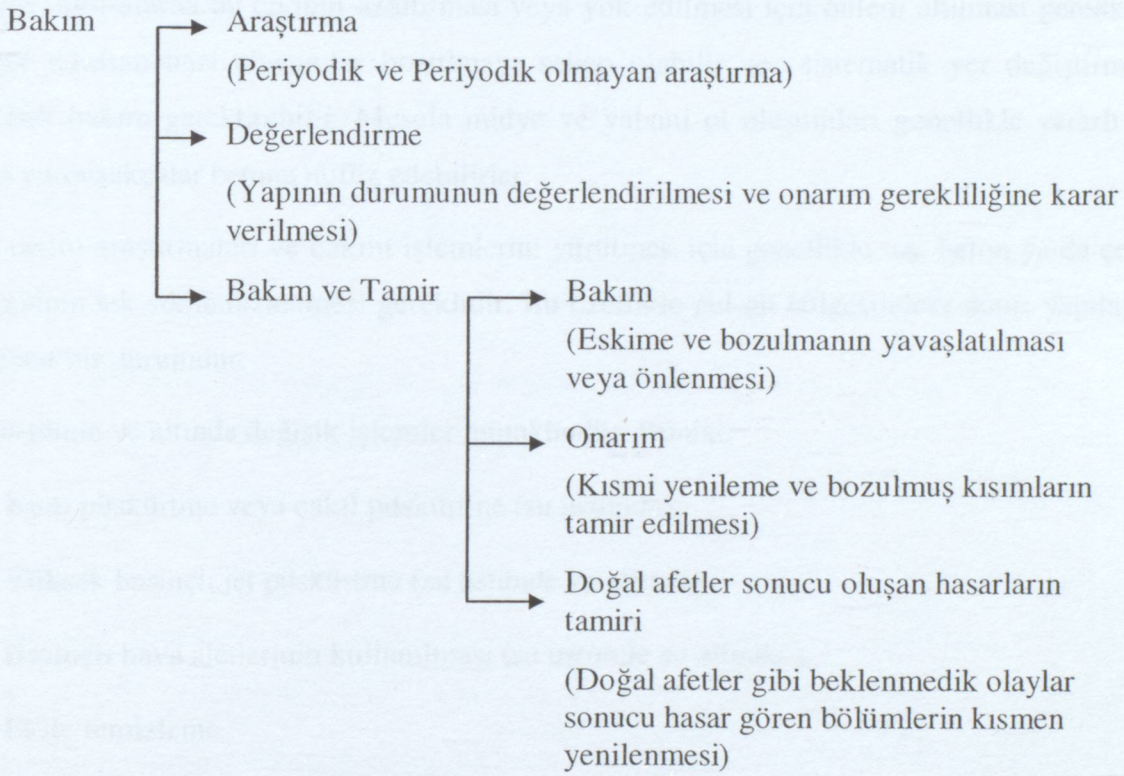 Bakım
Araştırma
(Periyodik ve Periyodik olmayan araştırma)
Değerlendirme
(Yapının durumunun değerlendirilmesi ve onarım gerekliliğine karar
verilmesi)
Bakım ve Tamir
Bakım
(Eskime ve bozulmanın yavaşlatılması
veya önlenmesi)
Onarım
(Kısmi yenileme ve bozulmuş kısımların
tamir edilmesi)
Doğal afetler sonucu oluşan hasarların
tamiri
(Doğal afetler gibi beklenmedik olaylar
sonucu hasar gören bölümlerin kısmen
yenilenmesi)